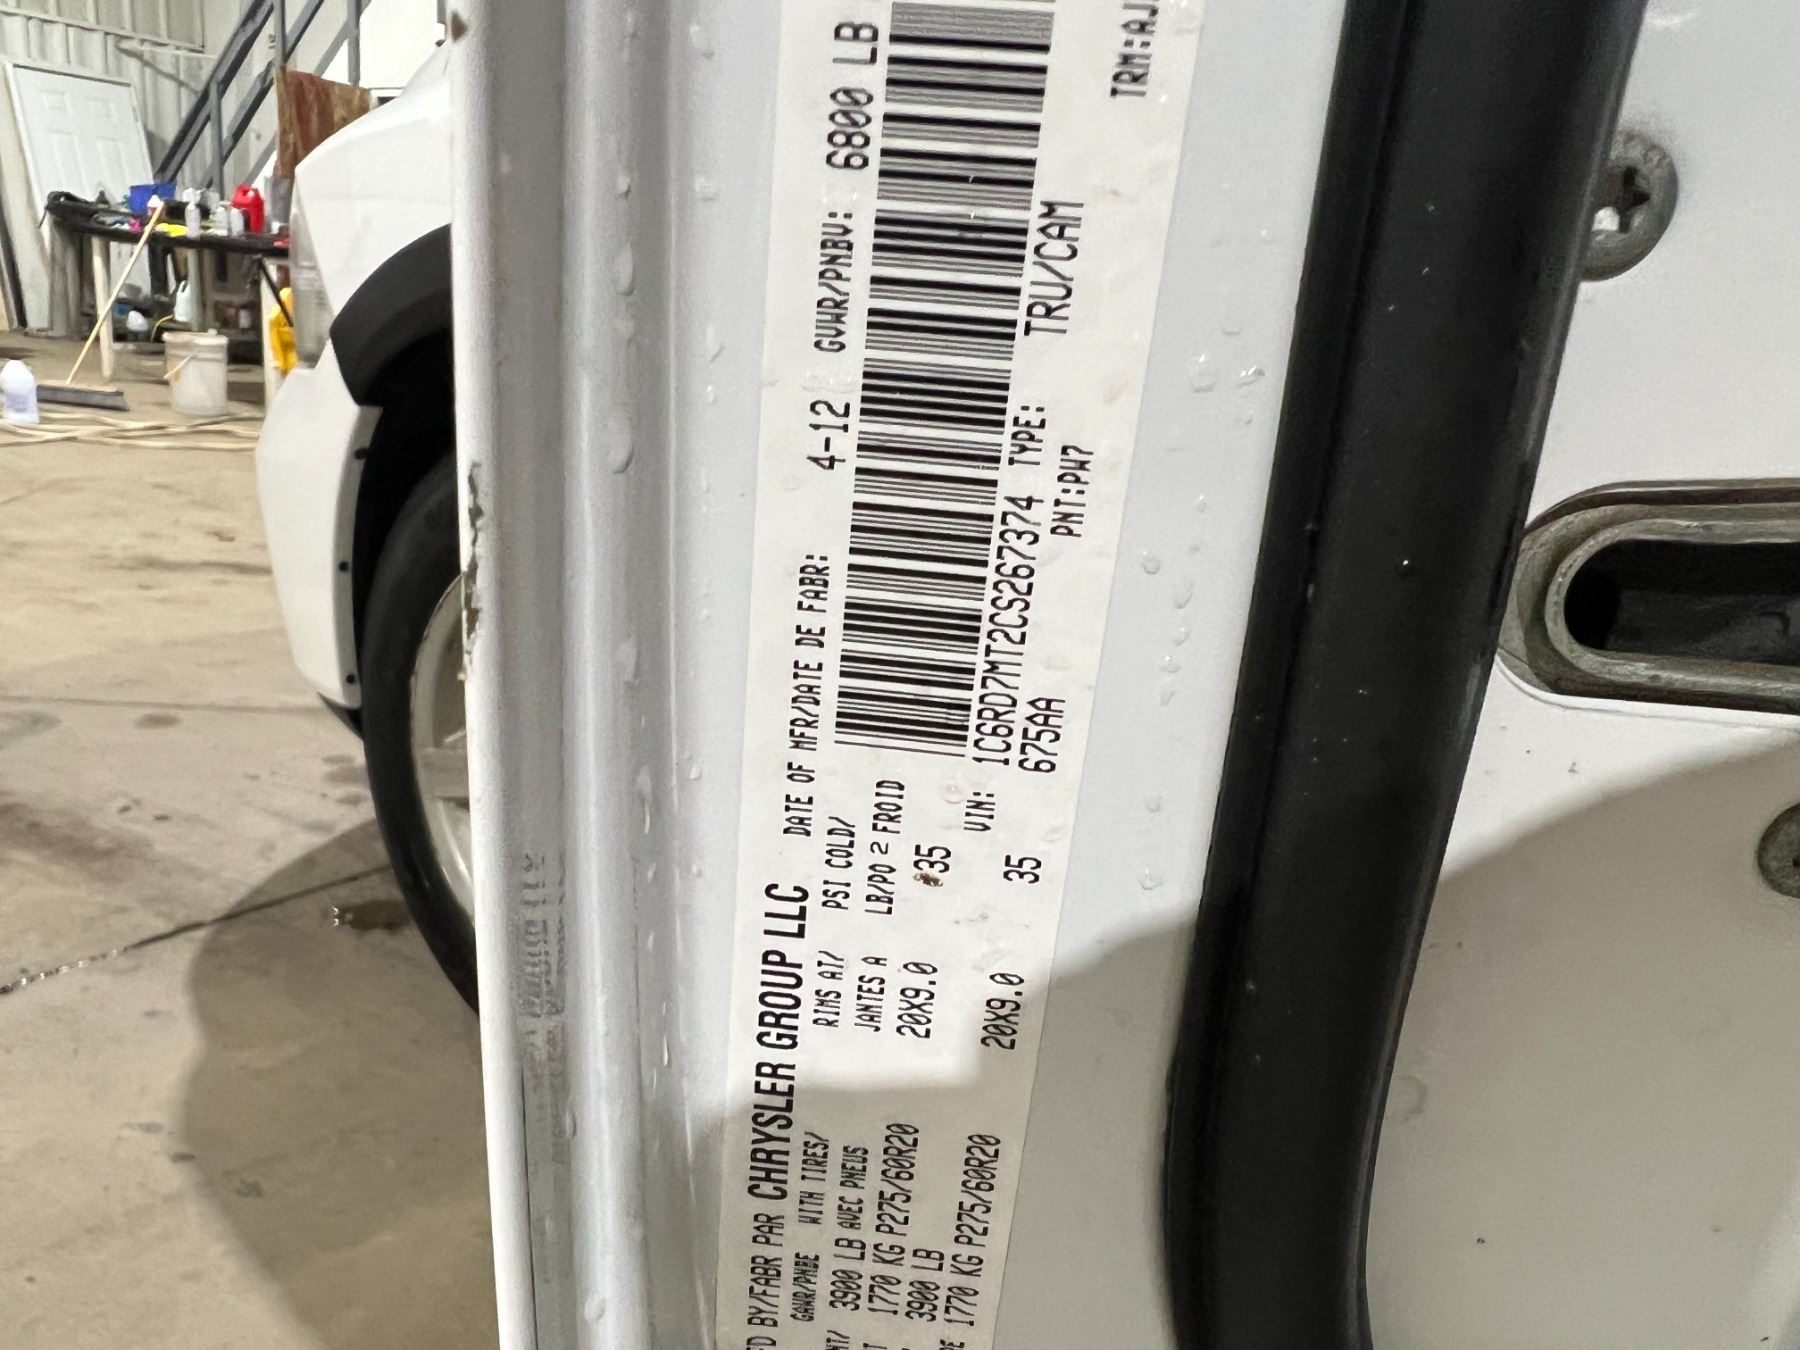 FD BY/FABR PAR CHRYSLER GROUP LLC DATE OF MFR/DATE DE FABR: 4-12 GVWR/PNBV: 6800 LB
GAWR/PNBE WITH TIRES/ RIMS AT/ PSI COLD/
NT/ 3900 LB AVEC PNEUS JANTES A LB/PO 2 FROID
T 1770 KG P275/60R20 20X9.0 35
3900 LB
DE 1770 KG P275/60R20 20X9.0 35
VIN: 1C6RD7MT2CS267374 TYPE: TRU/CAM
675AA PNT:PW7 TRM:AJ